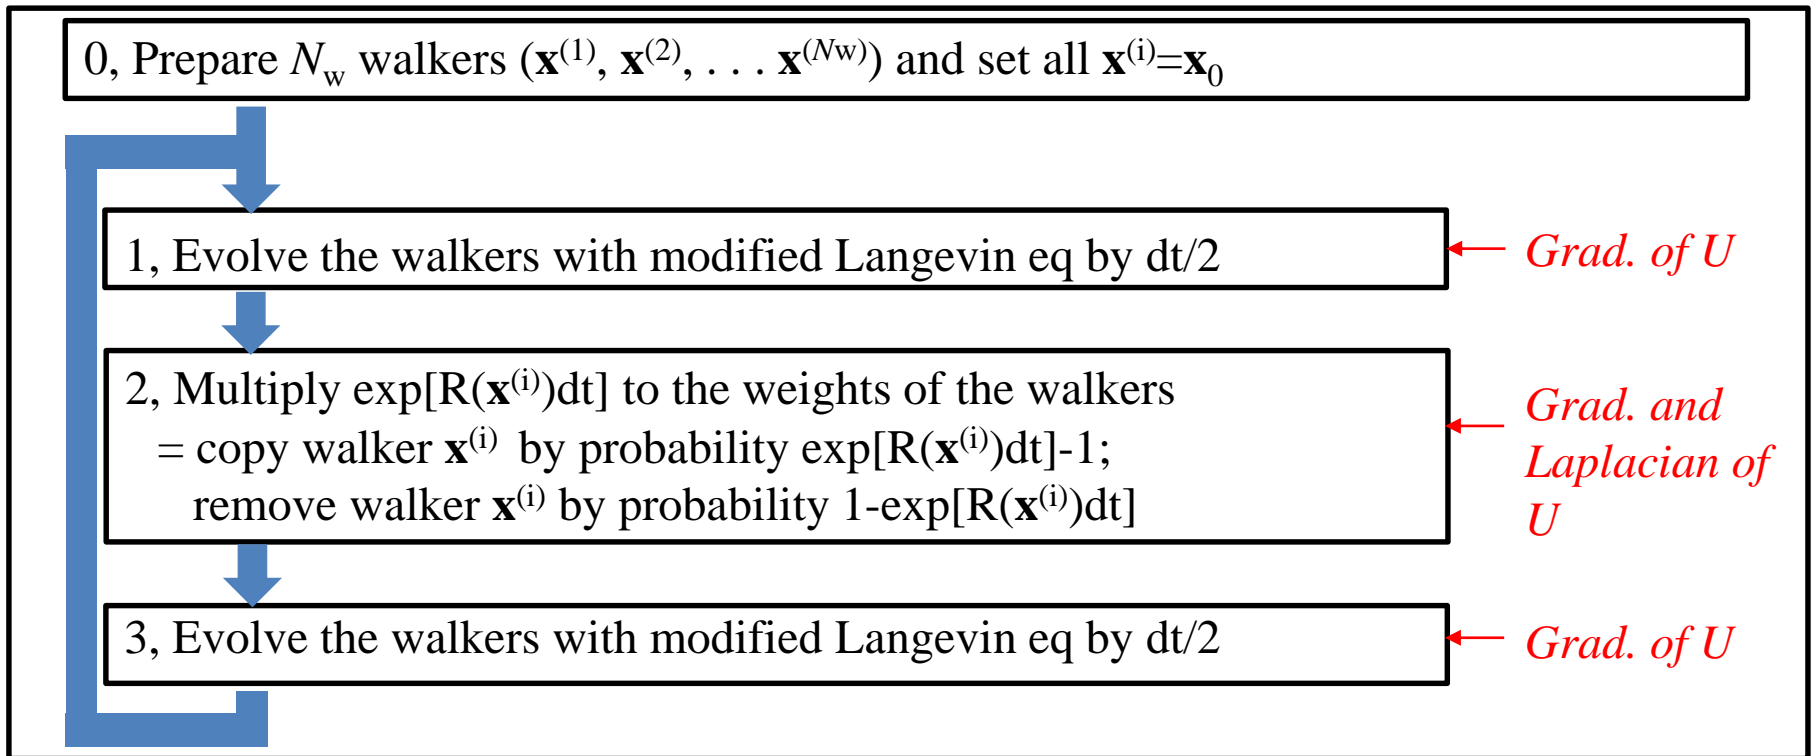 0, Prepare N_w walkers (x^(1), x^(2), . . . x^(Nw)) and set all x^(i)=x_0
1, Evolve the walkers with modified Langevin eq by dt/2
Grad. of U
2, Multiply exp[R(x^(i))dt] to the weights of the walkers
= copy walker x^(i) by probability exp[R(x^(i))dt]-1;
remove walker x^(i) by probability 1-exp[R(x^(i))dt]
Grad. and
Laplacian of
U
3, Evolve the walkers with modified Langevin eq by dt/2
Grad. of U